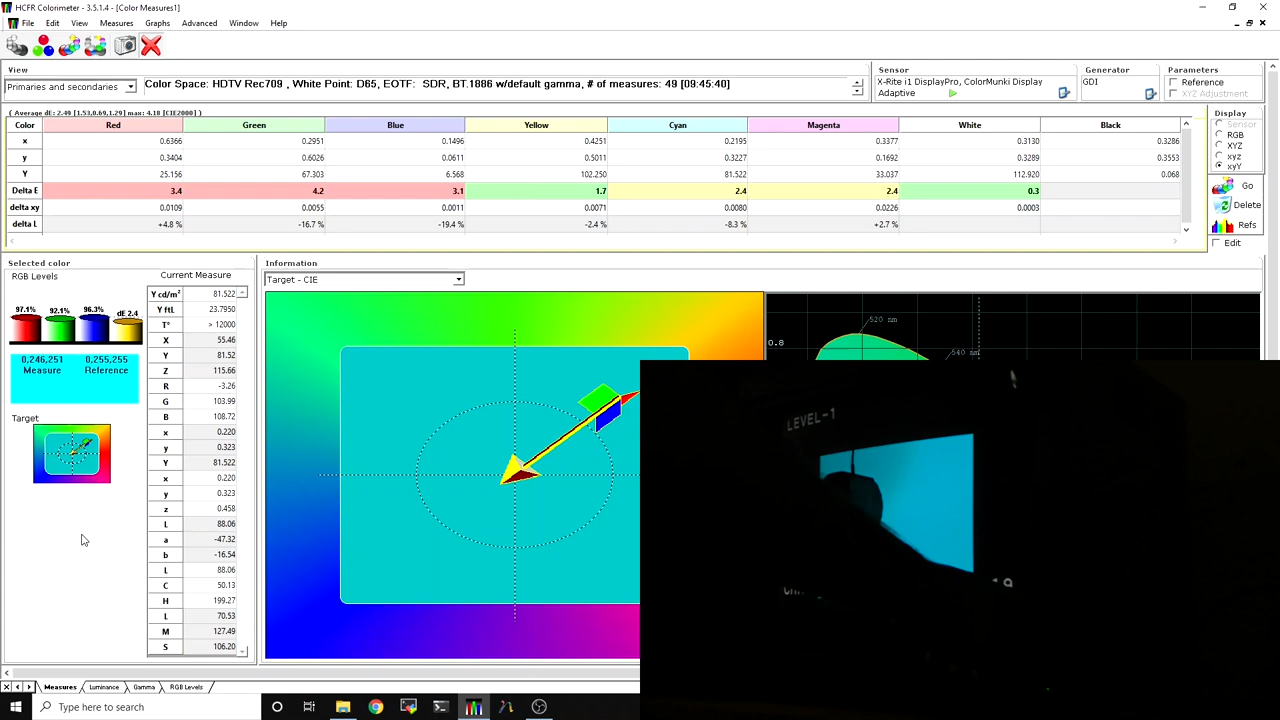 HCFR Colorimeter - 3.5.1.4 - [Color Measures1]
File Edit View Measures Graphs Advanced Window Help
View
Primaries and secondaries
Color Space: HDTV Rec709 , White Point: D65, EOTF: SDR, BT.1886 w/default gamma, # of measures: 49 [09:45:40]
Sensor
X-Rite i1 DisplayPro, ColorMunki Display
Adaptive
Generator
GDI
Parameters
Reference
XYZ Adjustment
( Average dE: 2.49 [1.53,0.69,1.29] max: 4.18 [CIE2000] )
Color Red Green Blue Yellow Cyan Magenta White Black
x 0.6366 0.2951 0.1496 0.4251 0.2195 0.3377 0.3130 0.3286
y 0.3404 0.6026 0.0611 0.5011 0.3227 0.1692 0.3289 0.3553
Y 25.156 67.303 6.568 102.250 81.522 33.037 112.920 0.068
Delta E 3.4 4.2 3.1 1.7 2.4 2.4 0.3
delta xy 0.0109 0.0055 0.0011 0.0071 0.0080 0.0226 0.0003
delta L +4.8 % -16.7 % -19.4 % -2.4 % -8.3 % +2.7 %
Display
Sensor
RGB
XYZ
xyz
xyY
Go
Delete
Refs
Edit
Selected color
RGB Levels
97.1% 92.1% 96.3% dE 2.4
0,246,251 0,255,255
Measure Reference
Target
Current Measure
Y cd/m² 81.522
Y ftL 23.7950
T° > 12000
X 55.46
Y 81.52
Z 115.66
R -3.26
G 103.99
B 108.72
x 0.220
y 0.323
Y 81.522
x 0.220
y 0.323
z 0.458
L 88.06
a -47.32
b -16.54
L 88.06
C 50.13
H 199.27
L 70.53
M 127.49
S 106.20
Information
Target - CIE
520 nm
540 nm
0.8
LEVEL-1
Measures Luminance Gamma RGB Levels
Type here to search